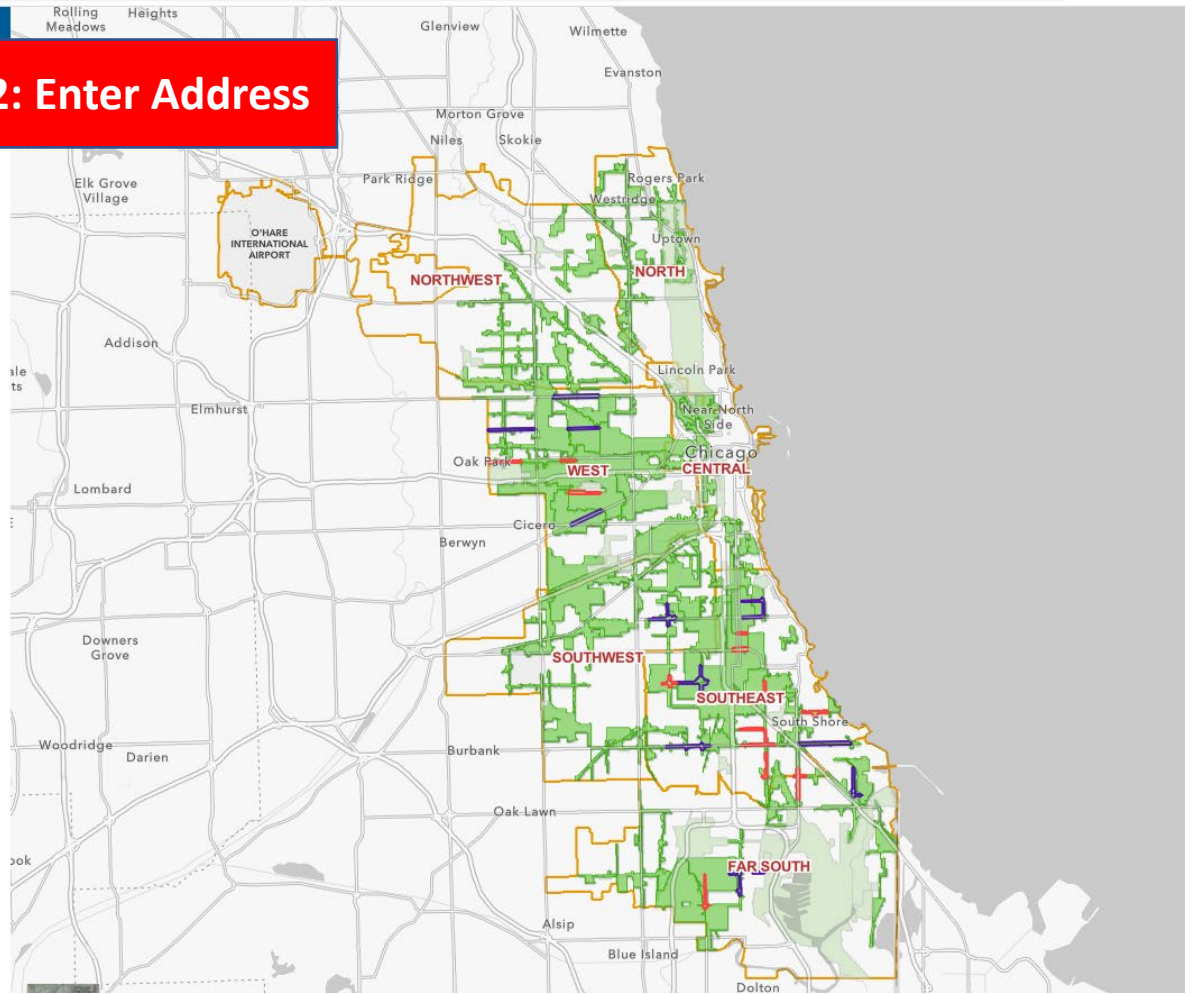 Rolling
Meadows
Heights
Glenview
Wilmette
2: Enter Address
Evanston
Morton Grove
Niles
Skokie
Elk Grove
Village
Park Ridge
Rogers Park
Westridge
O'HARE
INTERNATIONAL
AIRPORT
Uptown
NORTHWEST
NORTH
Addison
ale
ts
Lincoln Park
Elmhurst
Near North
Side
Chicago
Oak Park
WEST
CENTRAL
Lombard
Cicero
Berwyn
Downers
Grove
SOUTHWEST
SOUTHEAST
South Shore
Woodridge
Darien
Burbank
Oak Lawn
ook
FAR SOUTH
Alsip
Blue Island
Dolton